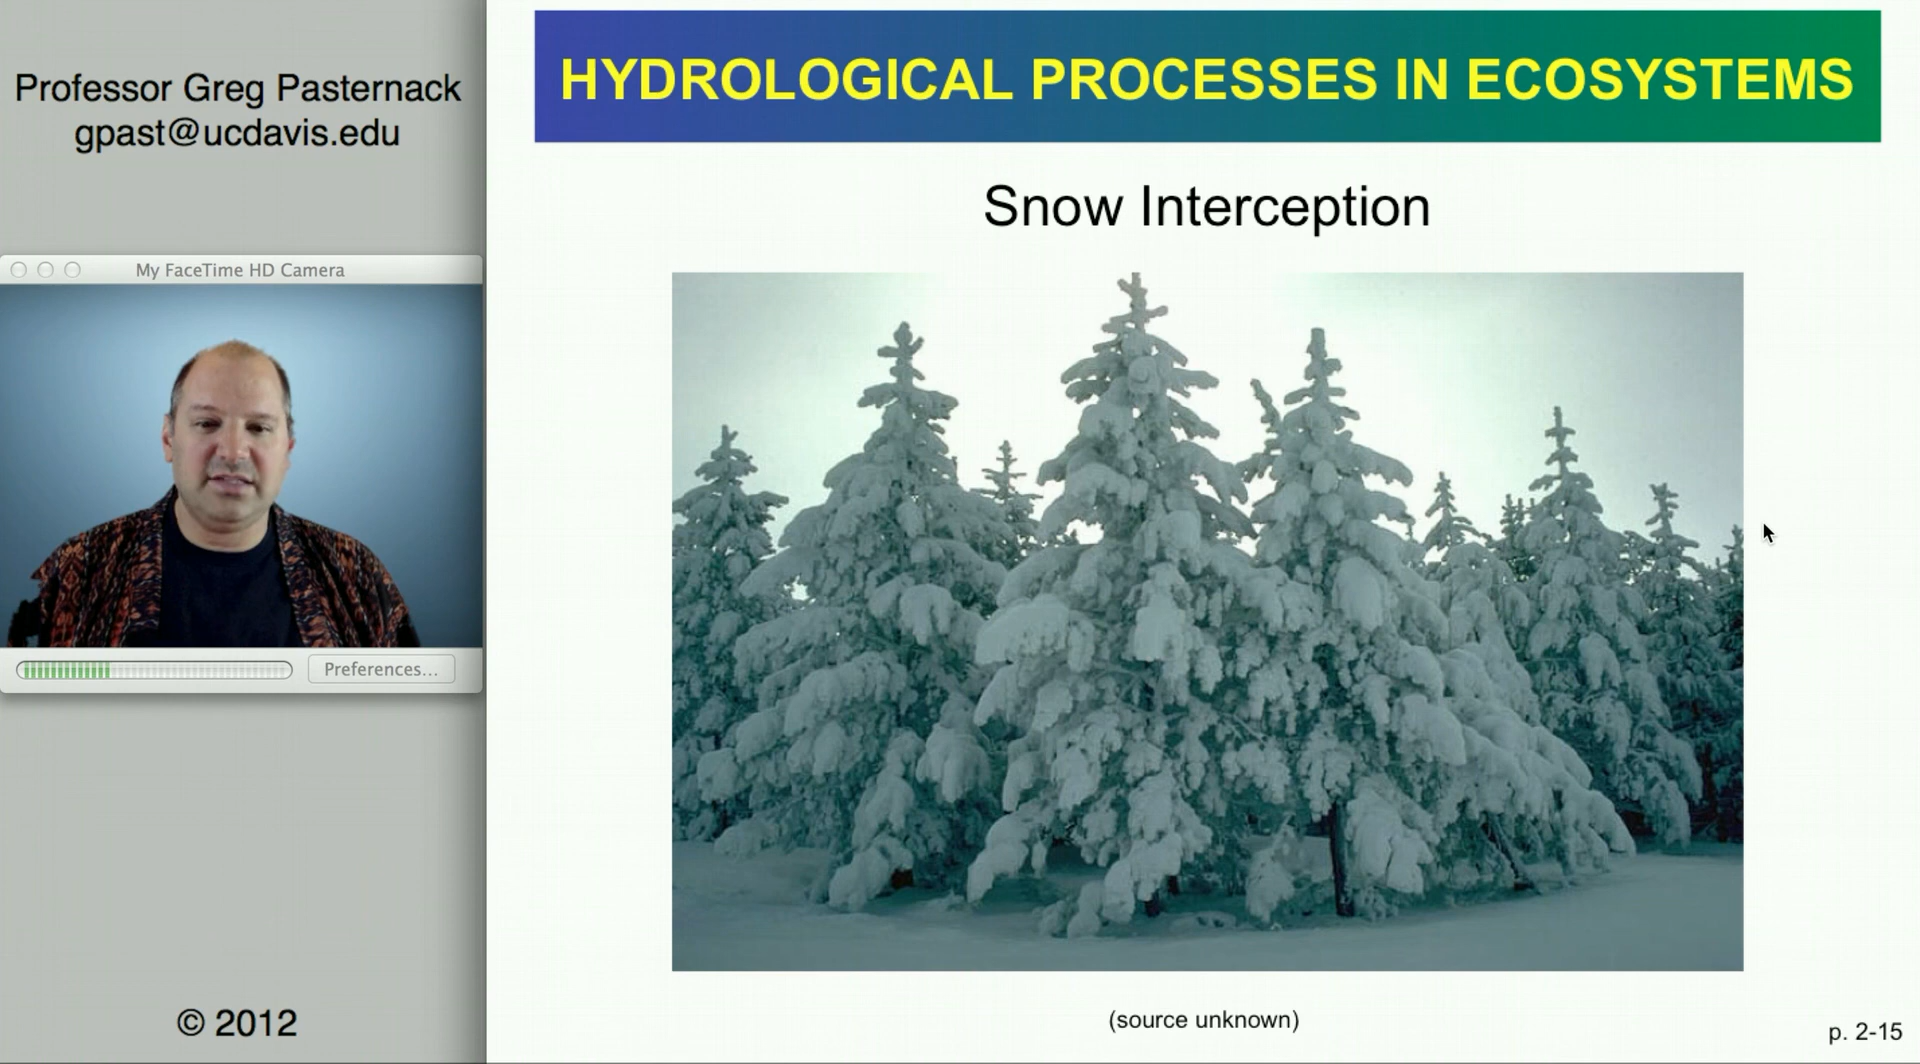 Professor Greg Pasternack
gpast@ucdavis.edu
My FaceTime HD Camera
Preferences...
© 2012
HYDROLOGICAL PROCESSES IN ECOSYSTEMS
Snow Interception
(source unknown)
p. 2-15